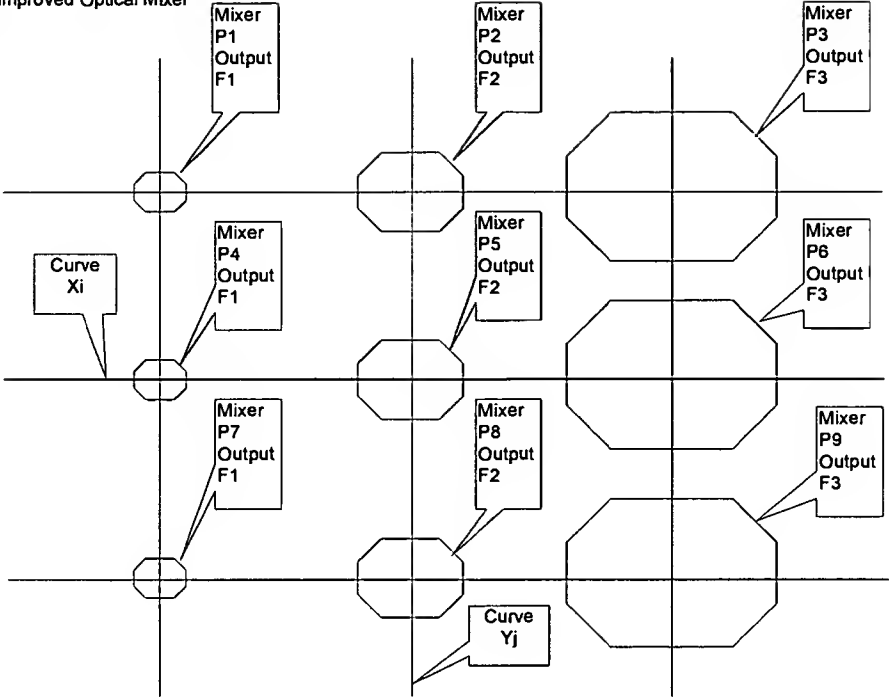 Improved Optical Mixer
Mixer
P1
Output
F1
Mixer
P2
Output
F2
Mixer
P3
Output
F3
Mixer
P4
Output
F1
Mixer
P5
Output
F2
Mixer
P6
Output
F3
Curve
Xi
Mixer
P7
Output
F1
Mixer
P8
Output
F2
Mixer
P9
Output
F3
Curve
Yj